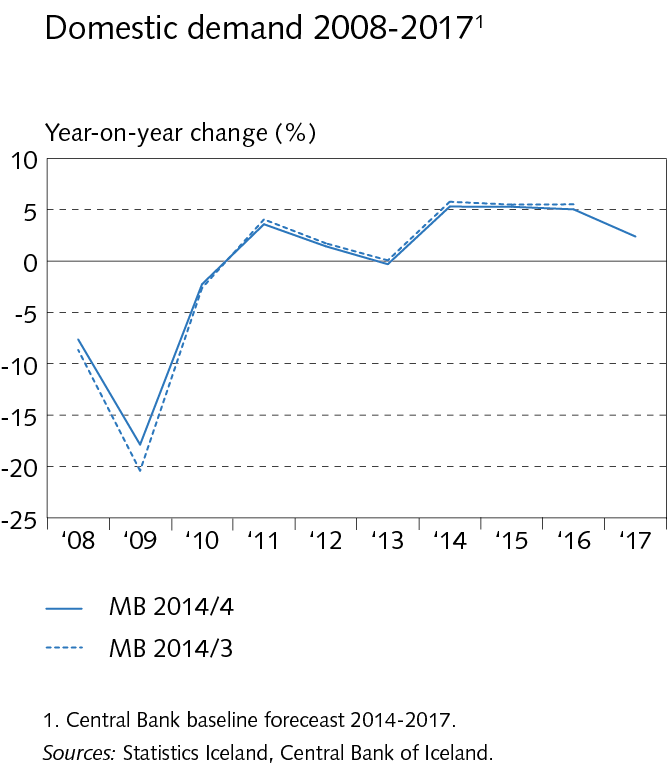 Domestic demand 2008-2017¹
Year-on-year change (%)
10
5
0
-5
-10
-15
-20
-25
‘08 ‘09 ‘10 ‘11 ‘12 ‘13 ‘14 ‘15 ‘16 ‘17
MB 2014/4
MB 2014/3
1. Central Bank baseline foreceast 2014-2017.
Sources: Statistics Iceland, Central Bank of Iceland.